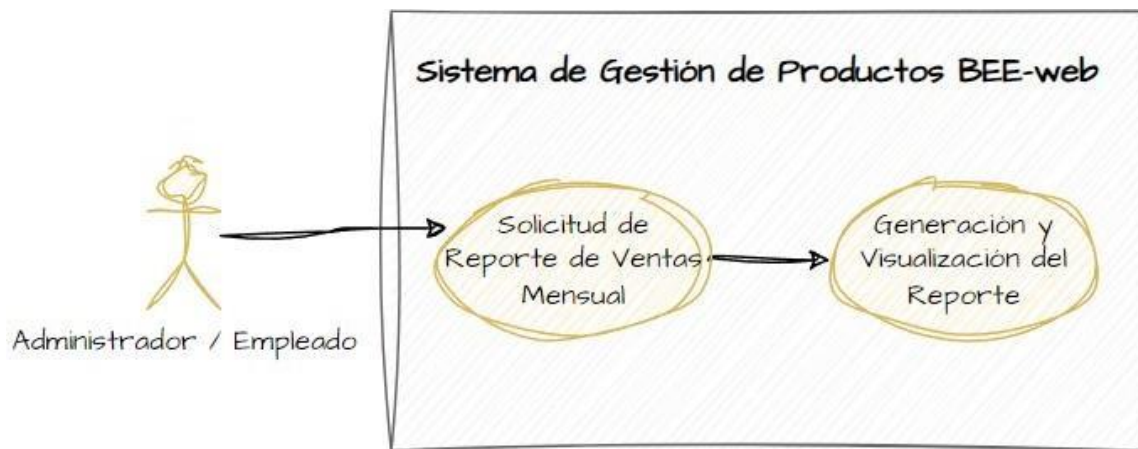 Sistema de Gestión de Productos BEE-web
Solicitud de
Reporte de Ventas
Mensual
Generación y
Visualización del
Reporte
Administrador / Empleado